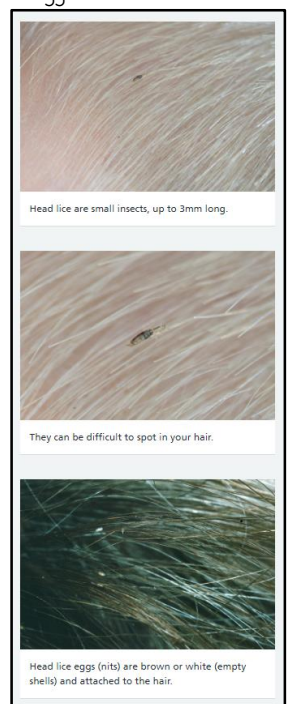 Head lice are small insects, up to 3mm long.
They can be difficult to spot in your hair.
Head lice eggs (nits) are brown or white (empty
shells) and attached to the hair.